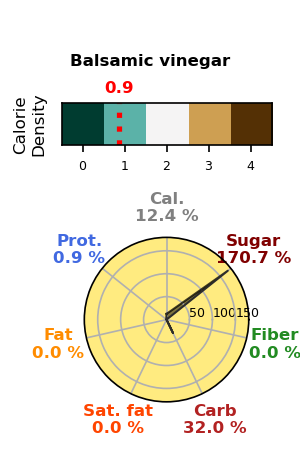 Balsamic vinegar
0.9
Calorie
Density
0 1 2 3 4
Cal.
12.4 %
Prot.
0.9 %
Sugar
170.7 %
50 100 150
Fat
0.0 %
Fiber
0.0 %
Sat. fat
0.0 %
Carb
32.0 %